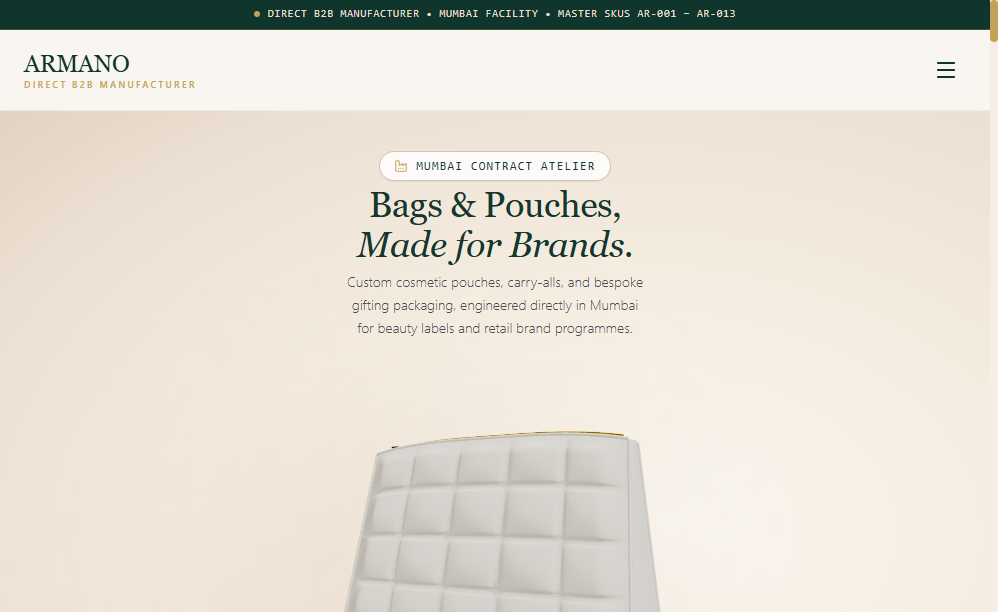 DIRECT B2B MANUFACTURER • MUMBAI FACILITY • MASTER SKUS AR-001 – AR-013
ARMANO
DIRECT B2B MANUFACTURER
MUMBAI CONTRACT ATELIER
Bags & Pouches,
Made for Brands.
Custom cosmetic pouches, carry-alls, and bespoke
gifting packaging, engineered directly in Mumbai
for beauty labels and retail brand programmes.